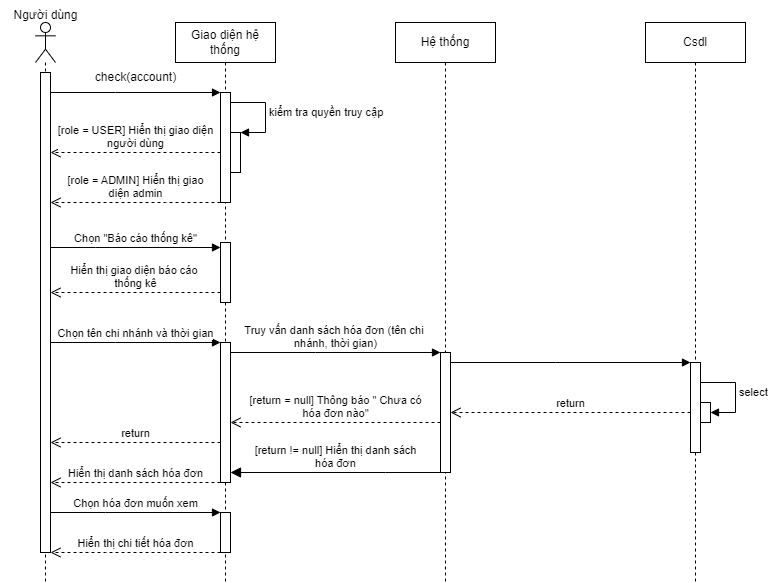 Người dùng
Giao diện hệ
thống
Hệ thống
Csdl
check(account)
kiểm tra quyền truy cập
[role = USER] Hiển thị giao diện
người dùng
[role = ADMIN] Hiển thị giao
diện admin
Chọn "Báo cáo thống kê"
Hiển thị giao diện báo cáo
thống kê
Chọn tên chi nhánh và thời gian
Truy vấn danh sách hóa đơn (tên chi
nhánh, thời gian)
select
[return = null] Thông báo " Chưa có
hóa đơn nào"
return
return
[return != null] Hiển thị danh sách
hóa đơn
Hiển thị danh sách hóa đơn
Chọn hóa đơn muốn xem
Hiển thị chi tiết hóa đơn